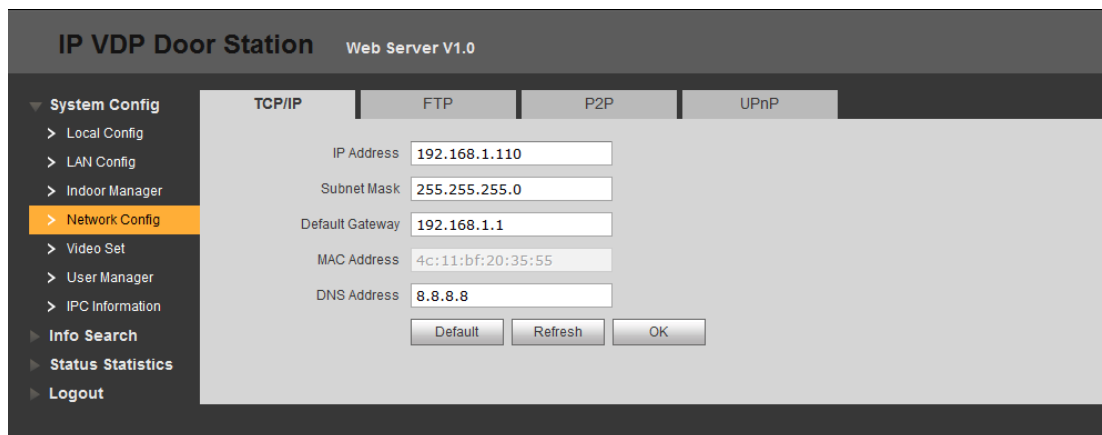 IP VDP Door Station Web Server V1.0
System Config
Local Config
LAN Config
Indoor Manager
Network Config
Video Set
User Manager
IPC Information
Info Search
Status Statistics
Logout
TCP/IP FTP P2P UPnP
IP Address 192.168.1.110
Subnet Mask 255.255.255.0
Default Gateway 192.168.1.1
MAC Address 4c:11:bf:20:35:55
DNS Address 8.8.8.8
Default Refresh OK